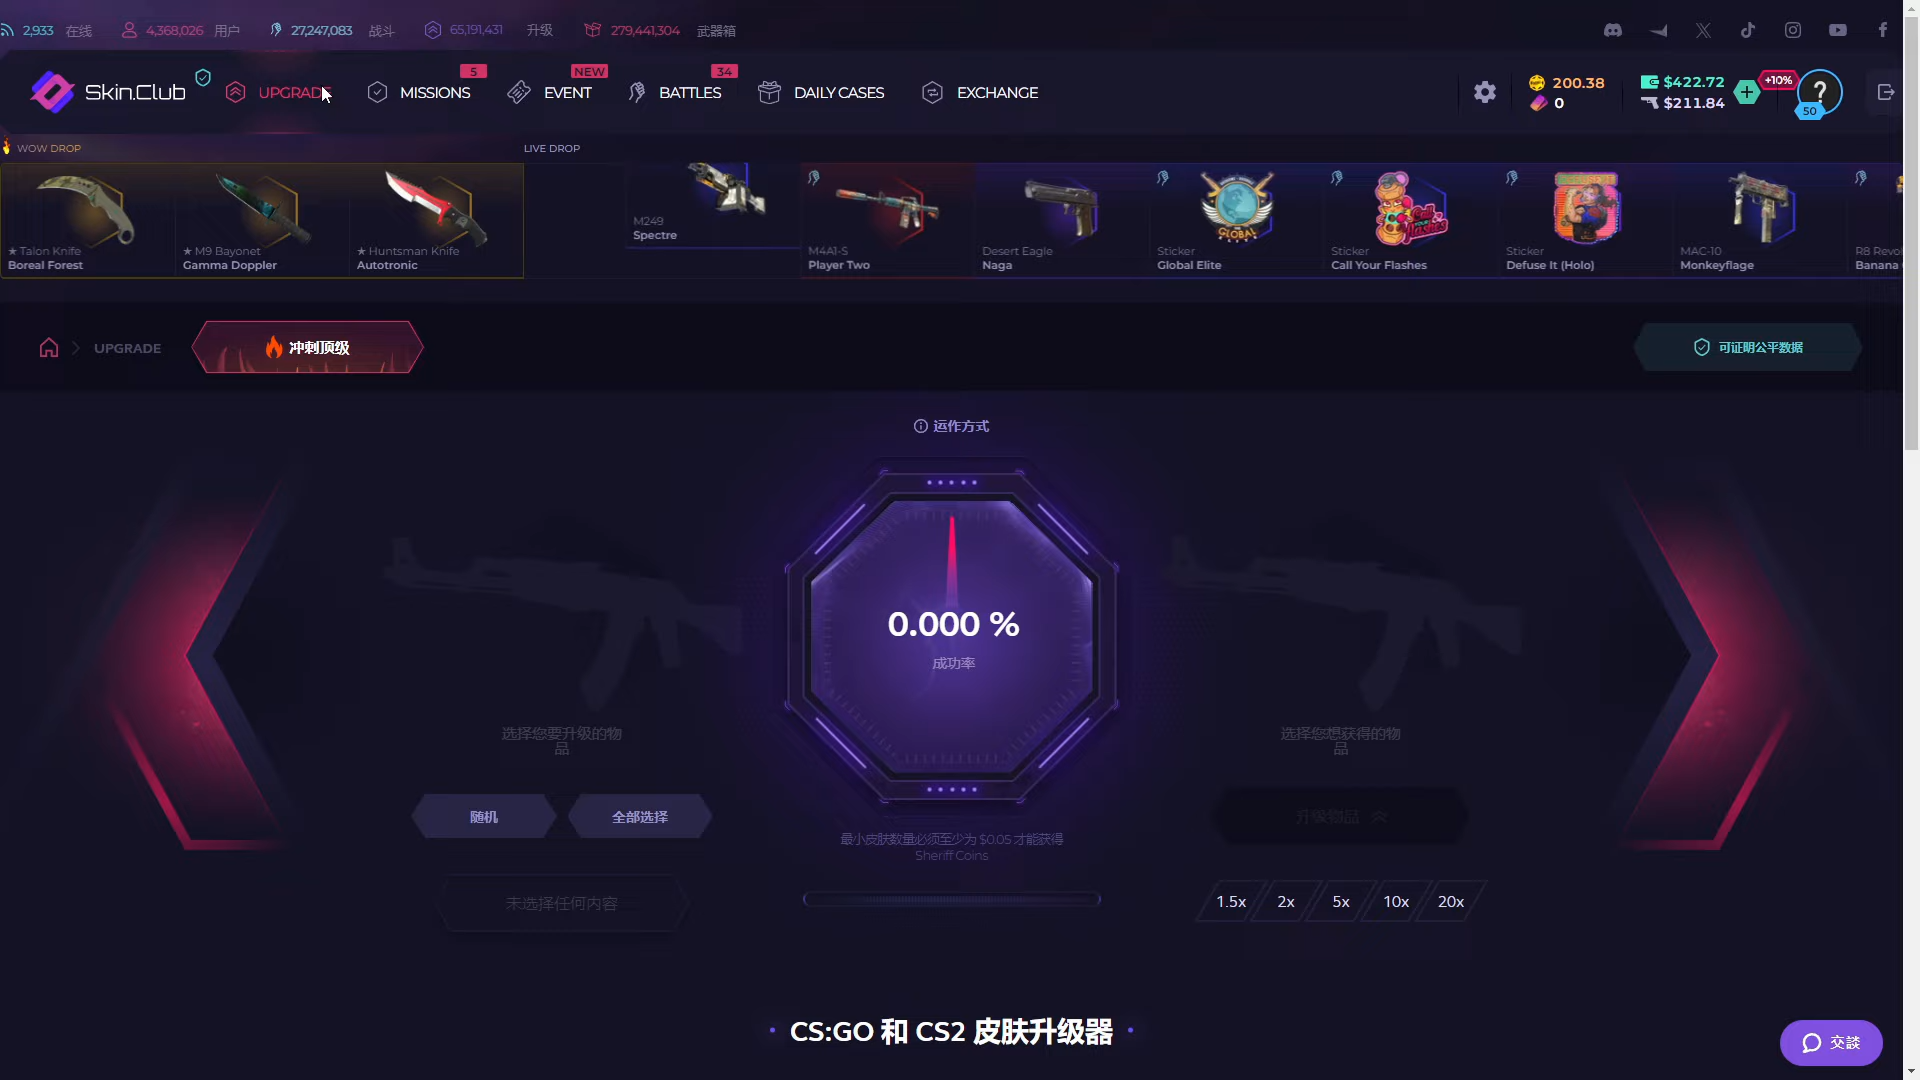 2,933 在线 4,368,026 用户 27,247,083 战斗 65,191,431 升级 279,441,304 武器箱
Skin.Club UPGRADE MISSIONS 5 EVENT NEW BATTLES 34 DAILY CASES EXCHANGE 200.38 0 $422.72 $211.84 +10% ? 50
WOW DROP LIVE DROP
★ Talon Knife
Boreal Forest
★ M9 Bayonet
Gamma Doppler
★ Huntsman Knife
Autotronic
M249
Spectre
M4A1-S
Player Two
Desert Eagle
Naga
Sticker
Global Elite
Sticker
Call Your Flashes
Sticker
Defuse It (Holo)
MAC-10
Monkeyflage
R8 Revol
Banana
UPGRADE 冲刺顶级 可证明公平数据
运作方式
0.000 %
成功率
选择您要升级的物
品
选择您想获得的物
品
随机 全部选择 升级物品
最小皮肤数量必须至少为 $0.05 才能获得
Sheriff Coins
未选择任何内容 1.5x 2x 5x 10x 20x
CS:GO 和 CS2 皮肤升级器
交談